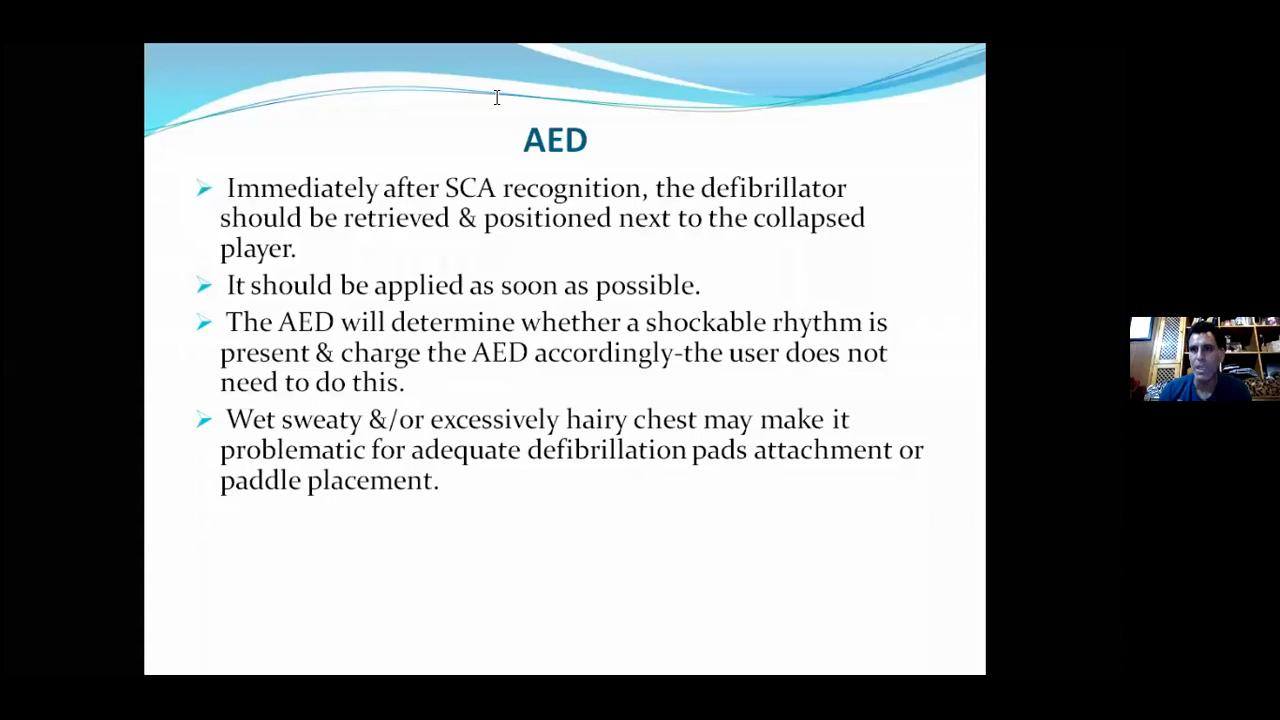 AED
Immediately after SCA recognition, the defibrillator
should be retrieved & positioned next to the collapsed
player.
It should be applied as soon as possible.
The AED will determine whether a shockable rhythm is
present & charge the AED accordingly-the user does not
need to do this.
Wet sweaty &/or excessively hairy chest may make it
problematic for adequate defibrillation pads attachment or
paddle placement.